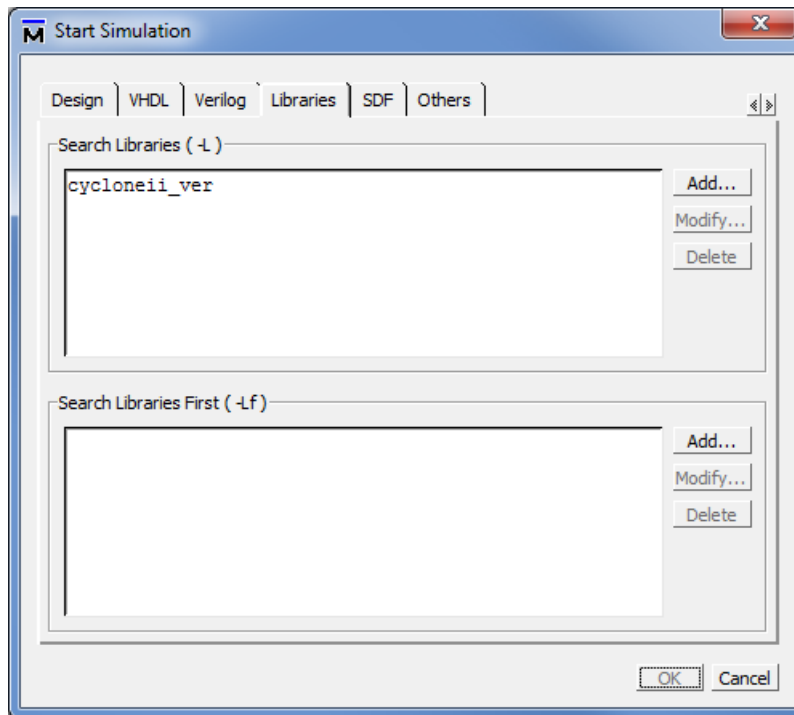 Start Simulation
Design VHDL Verilog Libraries SDF Others
Search Libraries ( -L )
cycloneii_ver
Add...
Modify...
Delete
Search Libraries First ( -Lf )
Add...
Modify...
Delete
OK Cancel